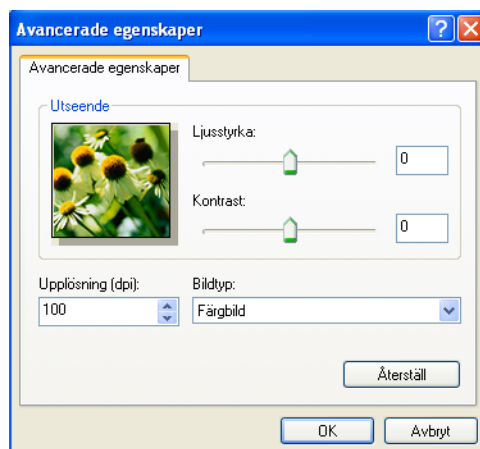 Avancerade egenskaper
Avancerade egenskaper
Utseende
Ljusstyrka:
0
Kontrast:
0
Upplösning (dpi):
Bildtyp:
100
Färgbild
Återställ
OK
Avbryt